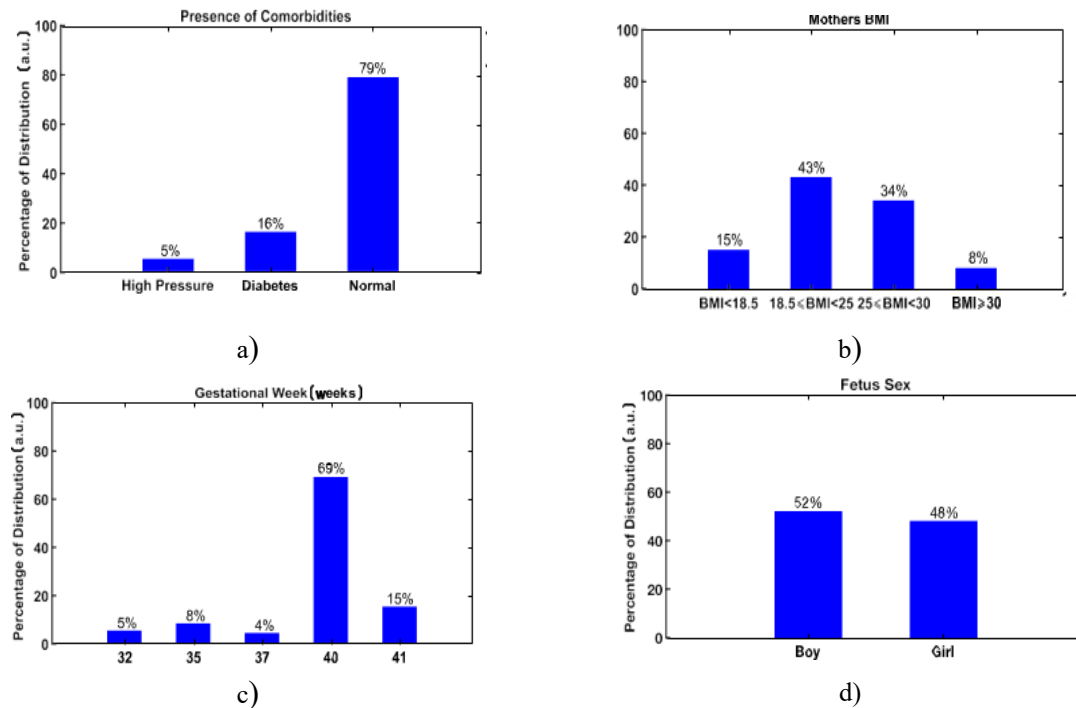 Presence of Comorbidities
Percentage of Distribution (a.u.)
100
80
60
40
20
0
5%
16%
79%
High Pressure Diabetes Normal
a)
Mothers BMI
100
80
60
40
20
0
15%
43%
34%
8%
BMI<18.5 18.5⩽BMI<25 25⩽BMI<30 BMI⩾30
b)
Gestational Week(weeks)
Percentage of Distribution(a.u.)
100
80
60
40
20
0
5%
8%
4%
69%
15%
32 35 37 40 41
c)
Fetus Sex
Percentage of Distribution(a.u.)
100
80
60
40
20
0
52%
48%
Boy Girl
d)